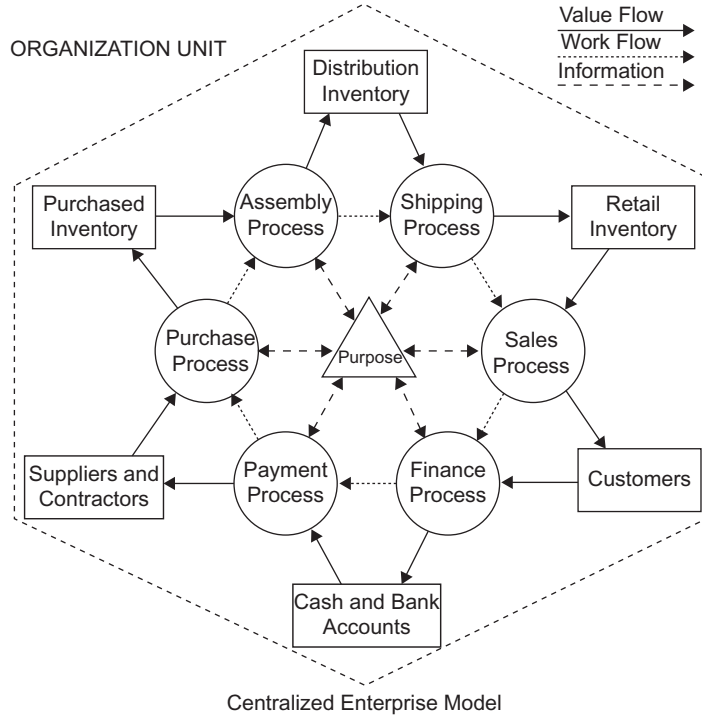 ORGANIZATION UNIT
Value Flow
Work Flow
Information
Distribution
Inventory
Purchased
Inventory
Assembly
Process
Shipping
Process
Retail
Inventory
Purchase
Process
Purpose
Sales
Process
Suppliers and
Contractors
Payment
Process
Finance
Process
Customers
Cash and Bank
Accounts
Centralized Enterprise Model